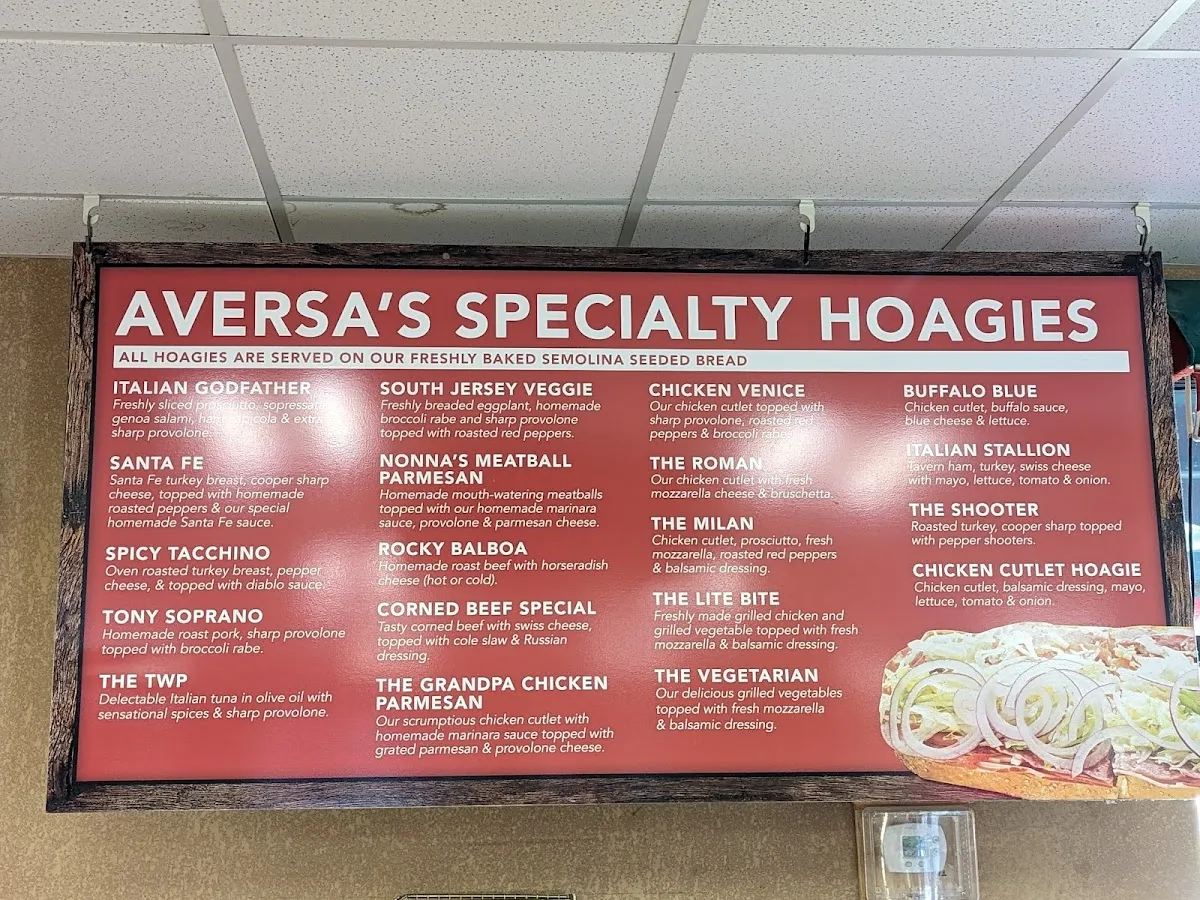 AVERSA'S SPECIALTY HOAGIES
ALL HOAGIES ARE SERVED ON OUR FRESHLY BAKED SEMOLINA SEEDED BREAD
ITALIAN GODFATHER
Freshly sliced prosciutto, sopressata,
genoa salami, ham, capicola & extra
sharp provolone.
SANTA FE
Santa Fe turkey breast, cooper sharp
cheese, topped with homemade
roasted peppers & our special
homemade Santa Fe sauce.
SPICY TACCHINO
Oven roasted turkey breast, pepper
cheese, & topped with diablo sauce.
TONY SOPRANO
Homemade roast pork, sharp provolone
topped with broccoli rabe.
THE TWP
Delectable Italian tuna in olive oil with
sensational spices & sharp provolone.
SOUTH JERSEY VEGGIE
Freshly breaded eggplant, homemade
broccoli rabe and sharp provolone
topped with roasted red peppers.
NONNA'S MEATBALL
PARMESAN
Homemade mouth-watering meatballs
topped with our homemade marinara
sauce, provolone & parmesan cheese.
ROCKY BALBOA
Homemade roast beef with horseradish
cheese (hot or cold).
CORNED BEEF SPECIAL
Tasty corned beef with swiss cheese,
topped with cole slaw & Russian
dressing.
THE GRANDPA CHICKEN
PARMESAN
Our scrumptious chicken cutlet with
homemade marinara sauce topped with
grated parmesan & provolone cheese.
CHICKEN VENICE
Our chicken cutlet topped with
sharp provolone, roasted red
peppers & broccoli rabe.
THE ROMAN
Our chicken cutlet with fresh
mozzarella cheese & bruschetta.
THE MILAN
Chicken cutlet, prosciutto, fresh
mozzarella, roasted red peppers
& balsamic dressing.
THE LITE BITE
Freshly made grilled chicken and
grilled vegetable topped with fresh
mozzarella & balsamic dressing.
THE VEGETARIAN
Our delicious grilled vegetables
topped with fresh mozzarella
& balsamic dressing.
BUFFALO BLUE
Chicken cutlet, buffalo sauce,
blue cheese & lettuce.
ITALIAN STALLION
Tavern ham, turkey, swiss cheese
with mayo, lettuce, tomato & onion.
THE SHOOTER
Roasted turkey, cooper sharp topped
with pepper shooters.
CHICKEN CUTLET HOAGIE
Chicken cutlet, balsamic dressing, mayo,
lettuce, tomato & onion.